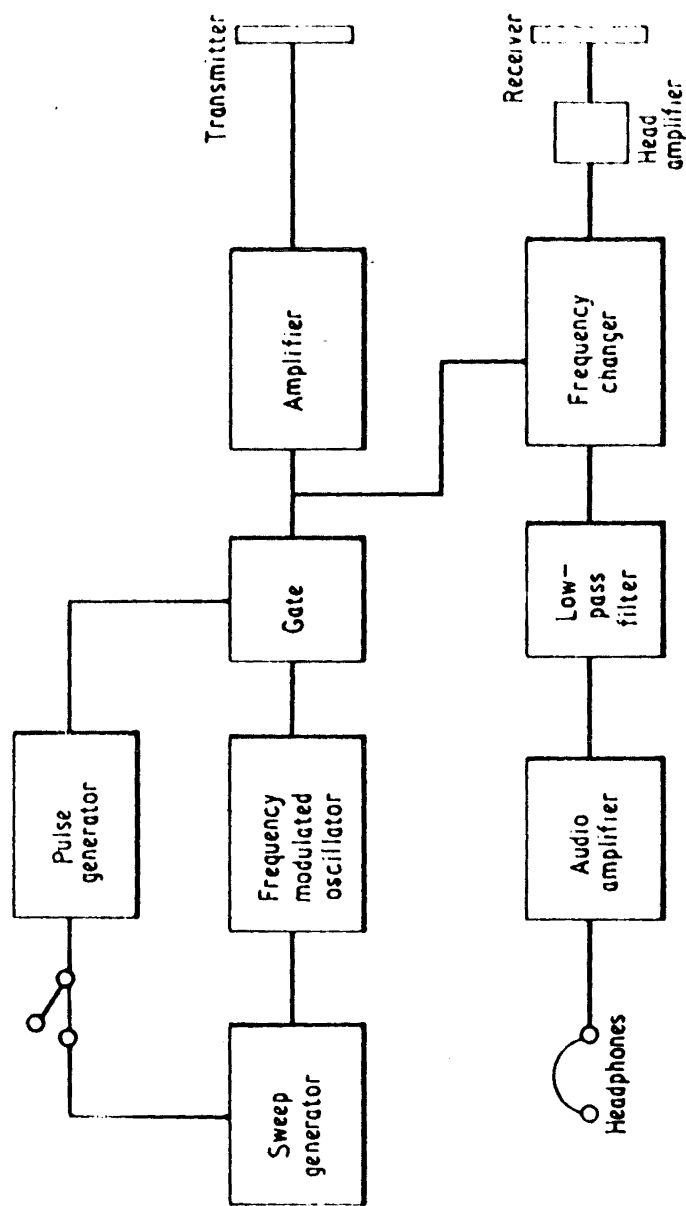 Transmitter
Amplifier
Gate
Pulse
generator
Frequency
modulated
oscillator
Sweep
generator
Receiver
Head
amplifier
Frequency
changer
Low-
pass
filter
Audio
amplifier
Headphones